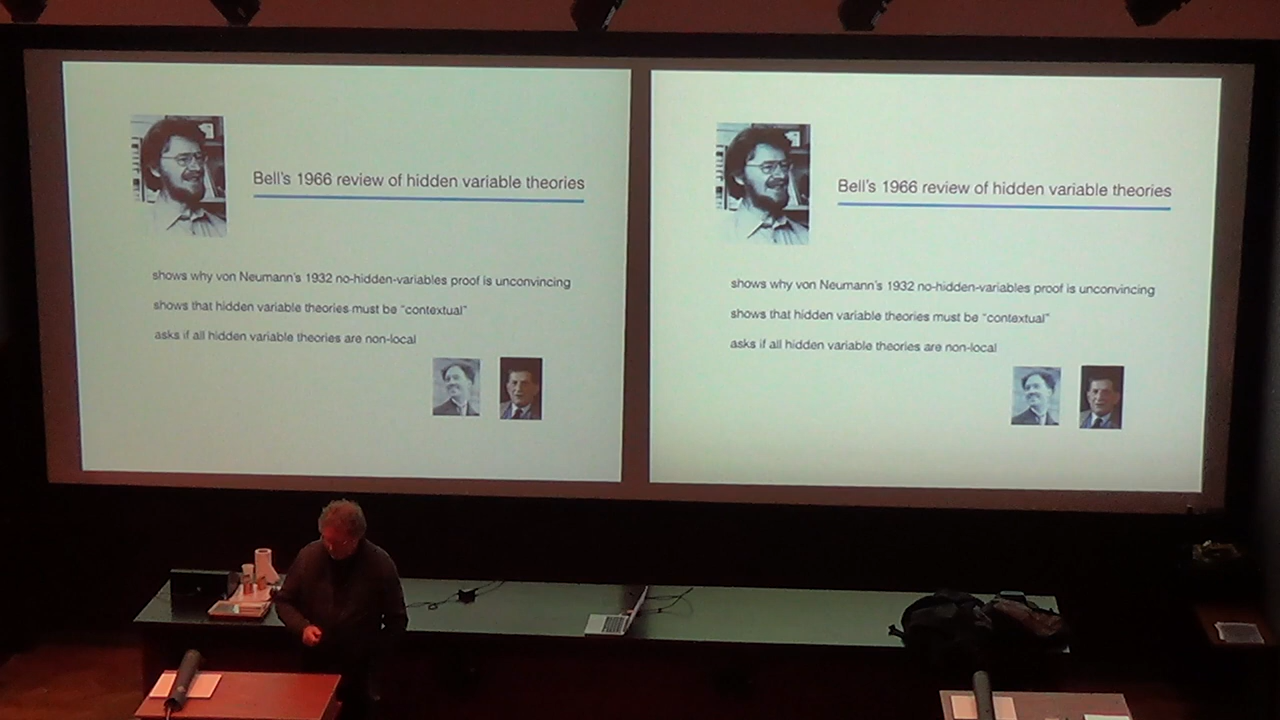 Bell's 1966 review of hidden variable theories
shows why von Neumann's 1932 no-hidden-variables proof is unconvincing
shows that hidden variable theories must be "contextual"
asks if all hidden variable theories are non-local
Bell's 1966 review of hidden variable theories
shows why von Neumann's 1932 no-hidden-variables proof is unconvincing
shows that hidden variable theories must be "contextual"
asks if all hidden variable theories are non-local